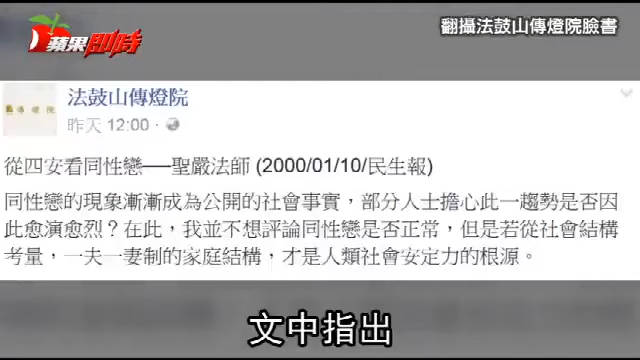 蘋果即時
翻攝法鼓山傳燈院臉書
法鼓山傳燈院
昨天 12:00
從四安看同性戀──聖嚴法師 (2000/01/10/民生報)
同性戀的現象漸漸成為公開的社會事實，部分人士擔心此一趨勢是否因
此愈演愈烈？在此，我並不想評論同性戀是否正常，但是若從社會結構
考量，一夫一妻制的家庭結構，才是人類社會安定力的根源。
文中指出